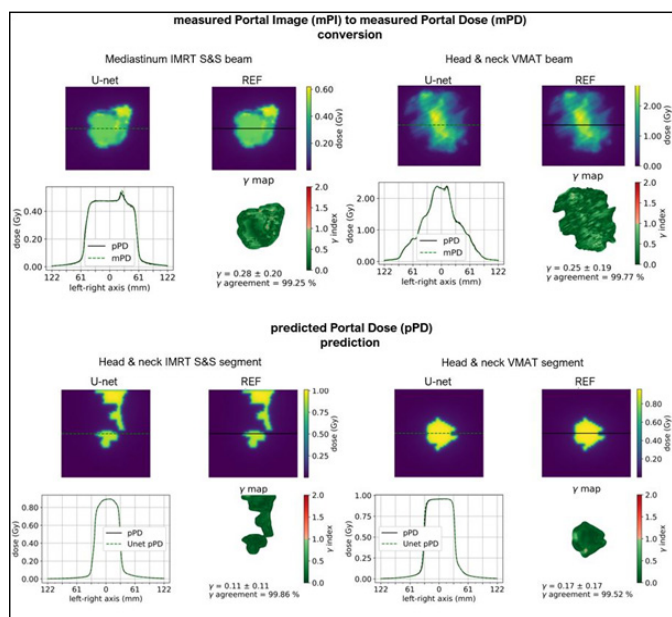 measured Portal Image (mPI) to measured Portal Dose (mPD)
conversion
Mediastinum IMRT S&S beam
Head & neck VMAT beam
U-net
REF
U-net
REF
0.60
0.40
0.20
dose (Gy)
2.00
1.00
0.00
dose (Gy)
γ map
γ map
dose (Gy)
0.40
0.20
0.00
pPD
mPD
122 61 0 61 122
left-right axis (mm)
2.0
1.5
1.0
0.5
0.0
γ index
γ = 0.28 ± 0.20
γ agreement = 99.25 %
dose (Gy)
2.00
1.00
0.00
pPD
mPD
122 61 0 61 122
left-right axis (mm)
2.0
1.5
1.0
0.5
0.0
γ index
γ = 0.25 ± 0.19
γ agreement = 99.77 %
predicted Portal Dose (pPD)
prediction
Head & neck IMRT S&S segment
Head & neck VMAT segment
U-net
REF
U-net
REF
1.00
0.75
0.50
0.25
0.00
dose (Gy)
0.80
0.60
0.40
0.20
dose (Gy)
γ map
γ map
dose (Gy)
0.80
0.60
0.40
0.20
0.00
pPD
Unet pPD
122 61 0 61 122
left-right axis (mm)
2.0
1.5
1.0
0.5
0.0
γ index
γ = 0.11 ± 0.11
γ agreement = 99.86 %
dose (Gy)
1.00
0.75
0.50
0.25
0.00
pPD
Unet pPD
122 61 0 61 122
left-right axis (mm)
2.0
1.5
1.0
0.5
0.0
γ index
γ = 0.17 ± 0.17
γ agreement = 99.52 %